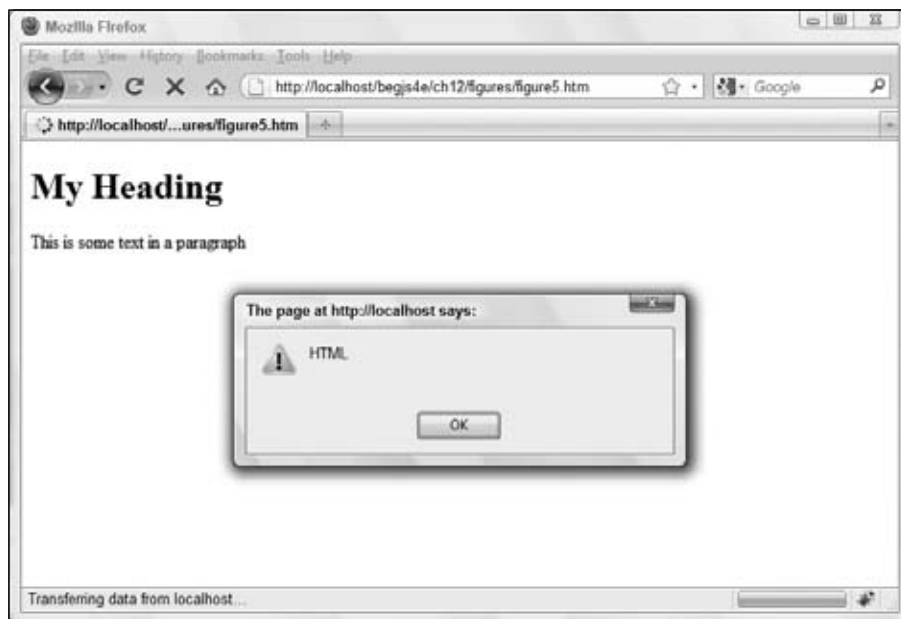 Mozilla Firefox
File Edit View History Bookmarks Tools Help
http://localhost/begjs4e/ch12/figures/figure5.htm
Google
http://localhost/...ures/figure5.htm
My Heading
This is some text in a paragraph
The page at http://localhost says:
HTML
OK
Transferring data from localhost...